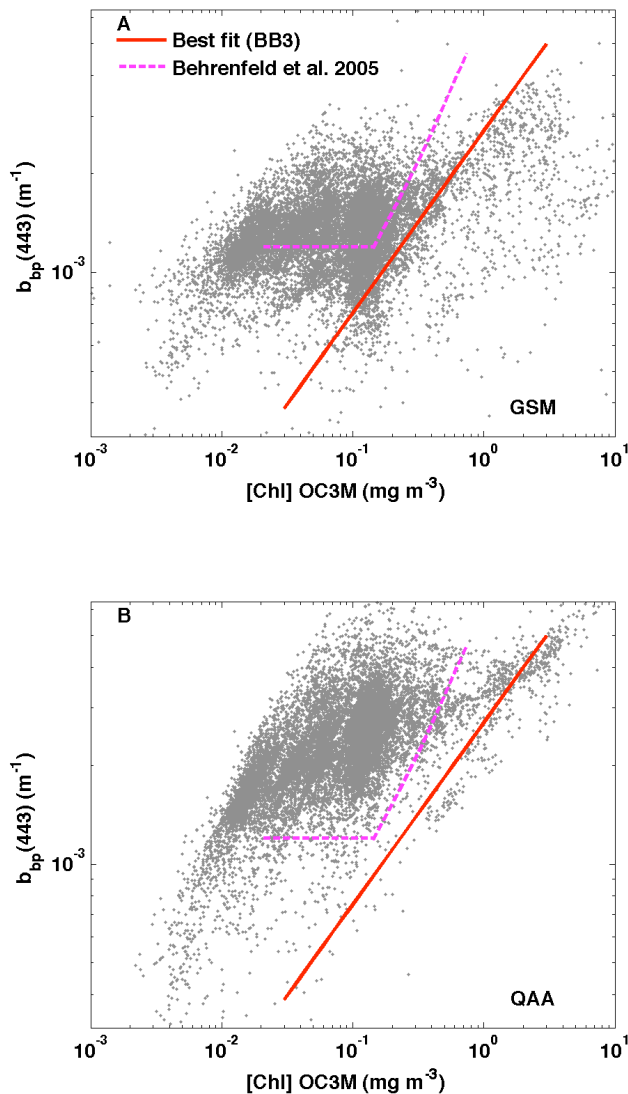 A
Best fit (BB3)
Behrenfeld et al. 2005
b_bp(443) (m^-1)
10^-3
GSM
10^-3 10^-2 10^-1 10^0 10^1
[Chl] OC3M (mg m^-3)
B
b_bp(443) (m^-1)
10^-3
QAA
10^-3 10^-2 10^-1 10^0 10^1
[Chl] OC3M (mg m^-3)